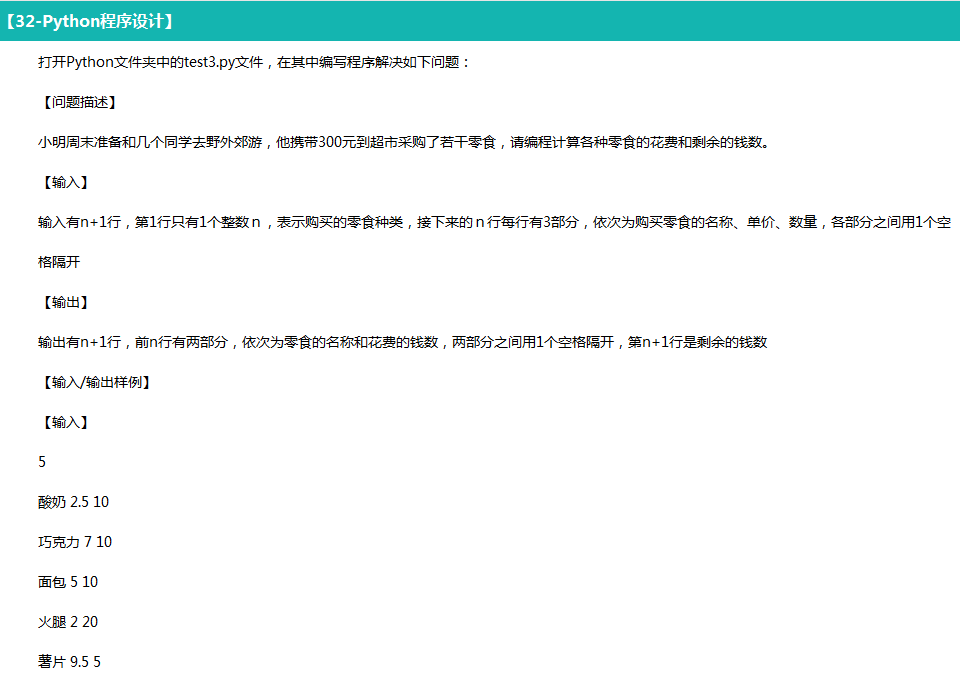 【32-Python程序设计】
打开Python文件夹中的test3.py文件，在其中编写程序解决如下问题：
【问题描述】
小明周末准备和几个同学去野外郊游，他携带300元到超市采购了若干零食，请编程计算各种零食的花费和剩余的钱数。
【输入】
输入有n+1行，第1行只有1个整数n，表示购买的零食种类，接下来的n行每行有3部分，依次为购买零食的名称、单价、数量，各部分之间用1个空
格隔开
【输出】
输出有n+1行，前n行有两部分，依次为零食的名称和花费的钱数，两部分之间用1个空格隔开，第n+1行是剩余的钱数
【输入/输出样例】
【输入】
5
酸奶 2.5 10
巧克力 7 10
面包 5 10
火腿 2 20
薯片 9.5 5